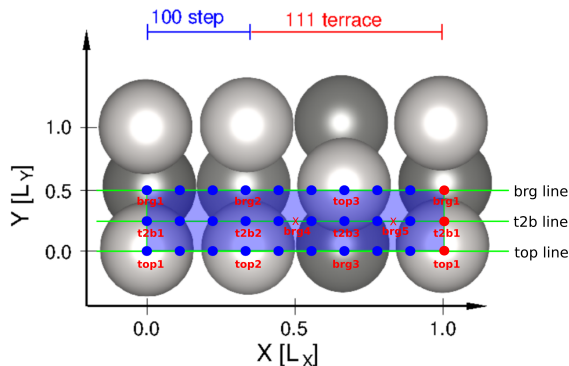 100 step 111 terrace
1.0
0.5
0.0
Y [LY]
brg1 brg2 top3 brg1 brg line
t2b1 t2b2 brg4 t2b3 brg5 t2b1 t2b line
top1 top2 brg3 top1 top line
0.0 0.5 1.0
X [LX]